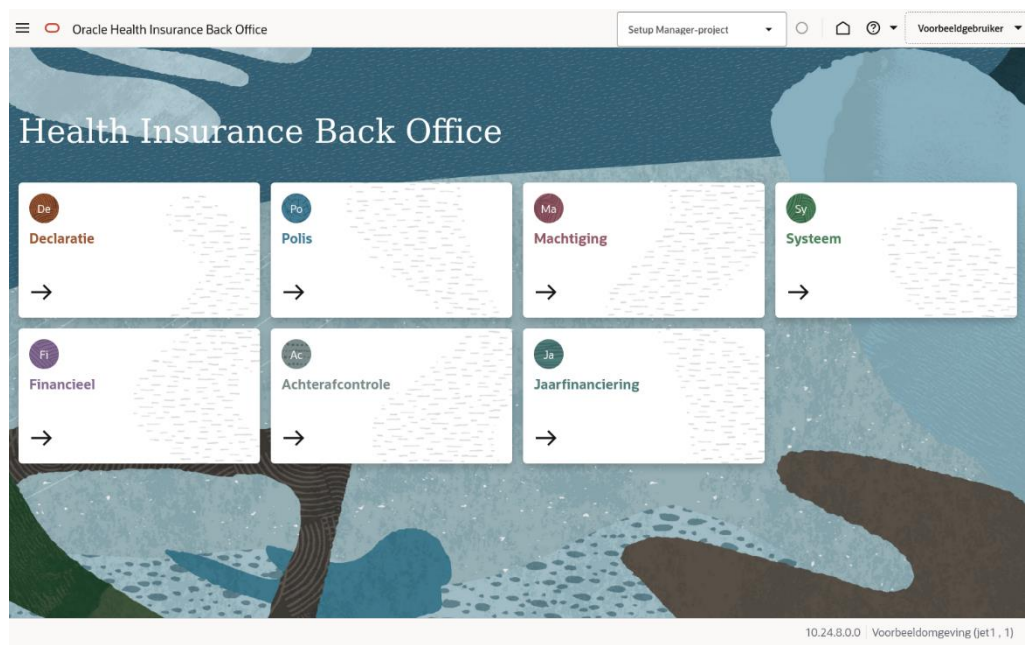 Oracle Health Insurance Back Office
Setup Manager-project
Voorbeeldgebruiker
Health Insurance Back Office
De
Declaratie
Po
Polis
Ma
Machtiging
Sy
Systeem
Fi
Financieel
Ac
Achterafcontrole
Ja
Jaarfinanciering
10.24.8.0.0 Voorbeeldomgeving (jet1 , 1)